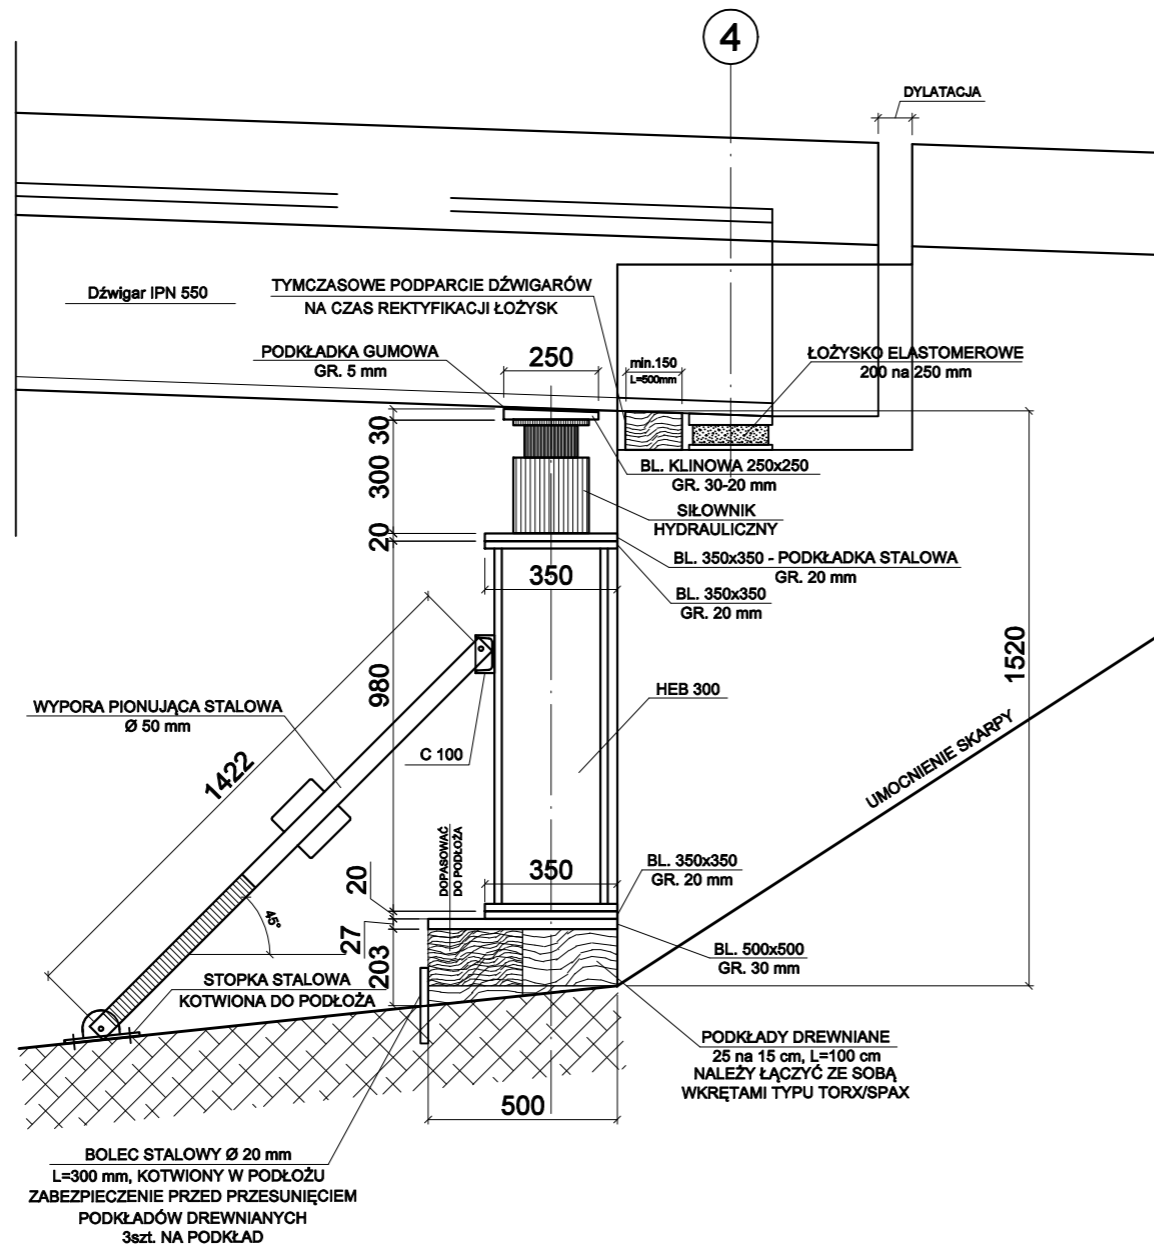 4
DYLATACJA
Dźwigar IPN 550
TYMCZASOWE PODPARCIE DŹWIGARÓW
NA CZAS REKTYFIKACJI ŁOŻYSK
PODKŁADKA GUMOWA
GR. 5 mm
250
min.150
L=500mm
ŁOŻYSKO ELASTOMEROWE
200 na 250 mm
30
300
20
BL. KLINOWA 250x250
GR. 30-20 mm
SIŁOWNIK
HYDRAULICZNY
BL. 350x350 - PODKŁADKA STALOWA
GR. 20 mm
350
BL. 350x350
GR. 20 mm
1520
980
HEB 300
WYPORA PIONUJĄCA STALOWA
Ø 50 mm
C 100
1422
UMOCNIENIE SKARPY
DOPASOWAĆ
DO PODŁOŻA
350
BL. 350x350
GR. 20 mm
20
45°
27
203
BL. 500x500
GR. 30 mm
STOPKA STALOWA
KOTWIONA DO PODŁOŻA
PODKŁADY DREWNIANE
25 na 15 cm, L=100 cm
NALEŻY ŁĄCZYĆ ZE SOBĄ
WKRĘTAMI TYPU TORX/SPAX
500
BOLEC STALOWY Ø 20 mm
L=300 mm, KOTWIONY W PODŁOŻU
ZABEZPIECZENIE PRZED PRZESUNIĘCIEM
PODKŁADÓW DREWNIANYCH
3szt. NA PODKŁAD